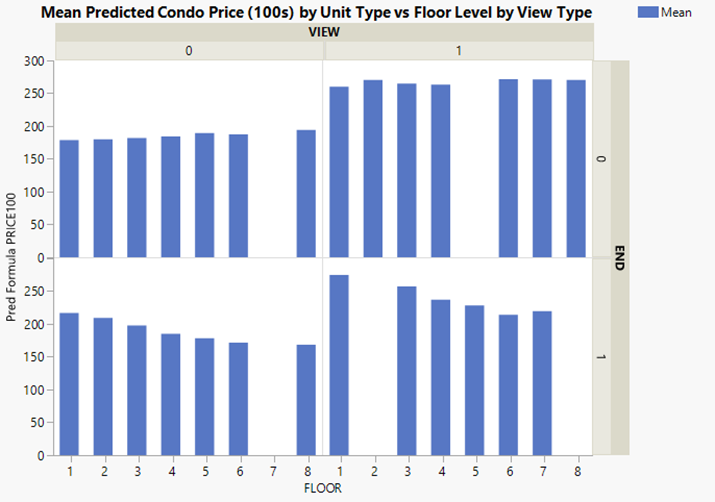 Mean Predicted Condo Price (100s) by Unit Type vs Floor Level by View Type
Mean
VIEW
0 1
300
250
200
150
100
50
0
0
250
200
150
100
50
0
1
Pred Formula PRICE100
END
1 2 3 4 5 6 7 8 1 2 3 4 5 6 7 8
FLOOR